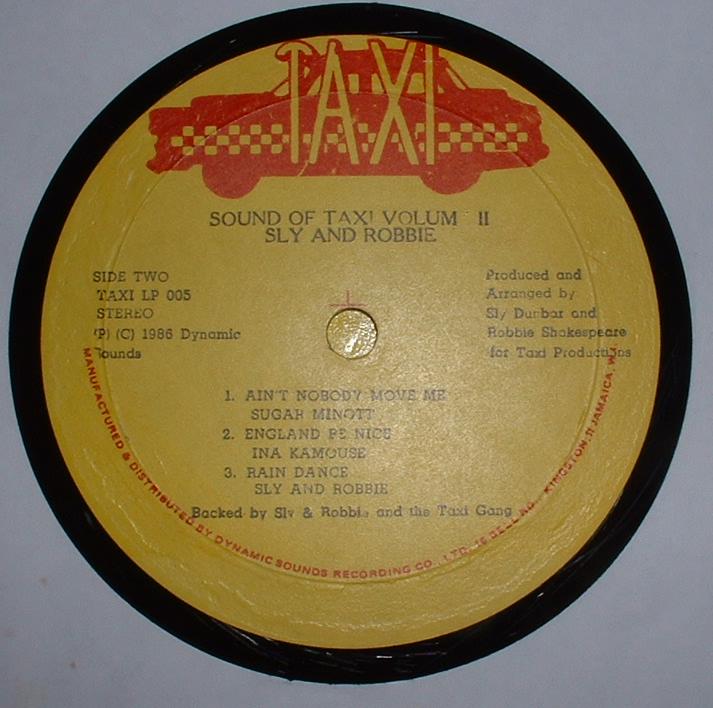 TAXI
SOUND OF TAXI VOLUM II
SLY AND ROBBIE
SIDE TWO
TAXI LP 005
STEREO
(P) (C) 1986 Dynamic
Sounds
Produced and
Arranged by
Sly Dunbar and
Robbie Shakespeare
for Taxi Productions
1. AIN'T NOBODY MOVE ME
SUGAR MINOTT
2. ENGLAND BE NICE
INA KAMOUSE
3. RAIN DANCE
SLY AND ROBBIE
Backed by Sly & Robbie and the Taxi Gang
MANUFACTURED & DISTRIBUTED BY DYNAMIC SOUNDS RECORDING CO., LTD. 15 BELL RD., KINGSTON 11 JAMAICA, W.I.